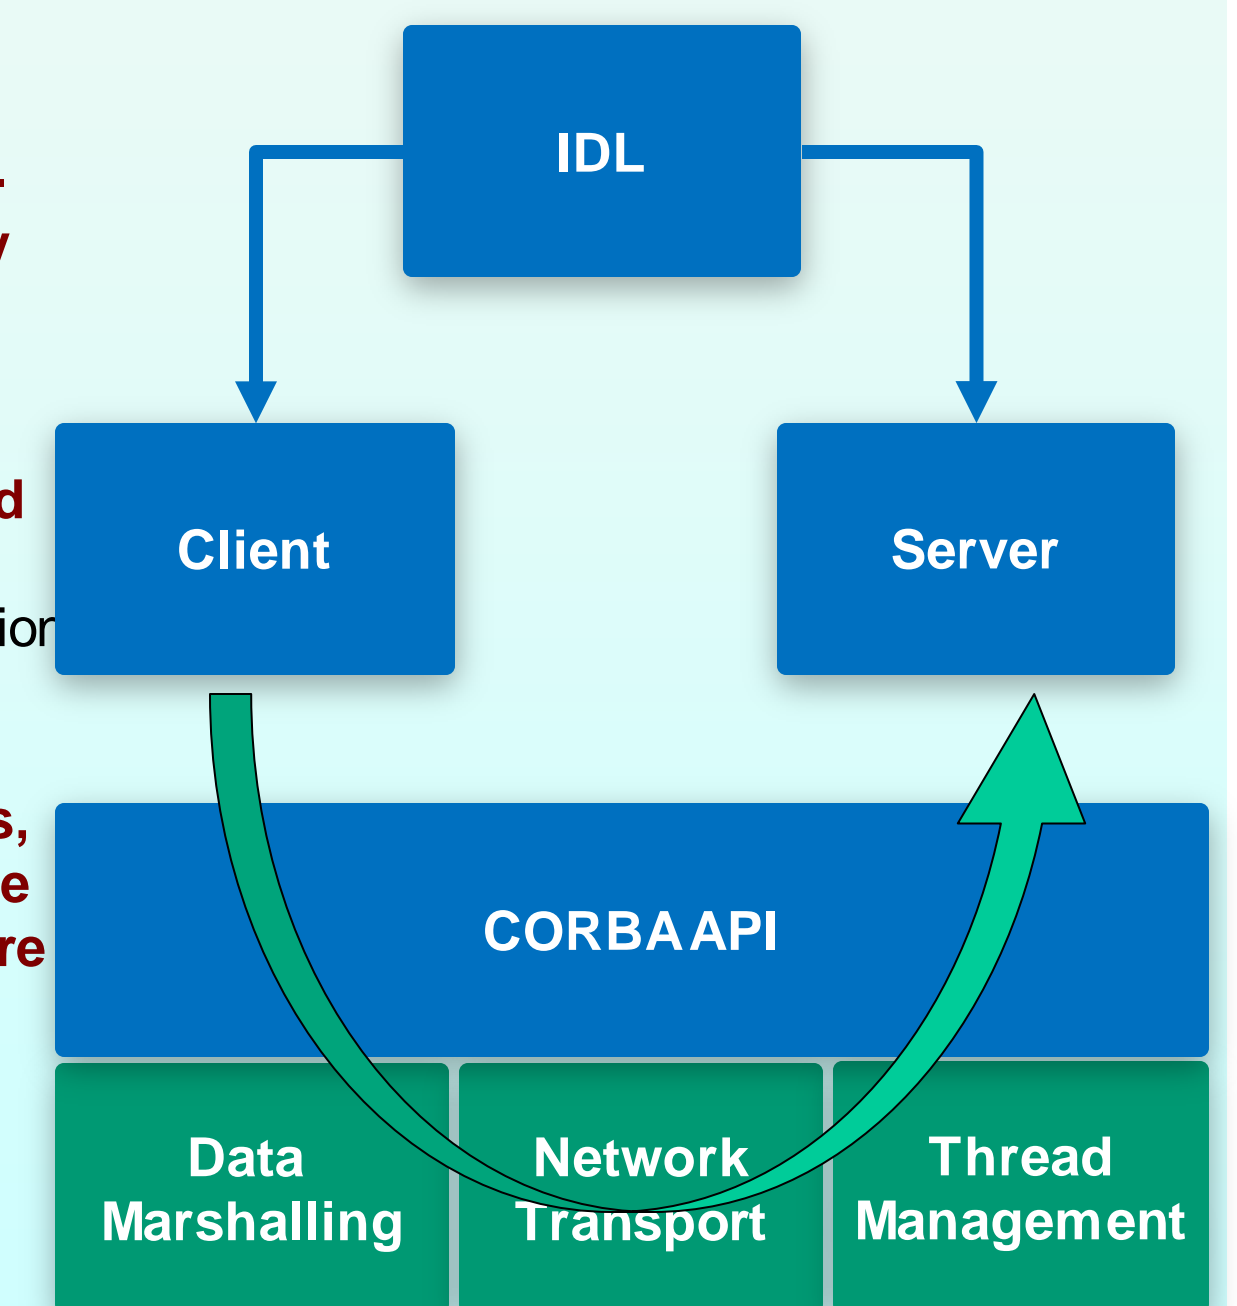 IDL
Client
Server
CORBA API
Data
Marshalling
Network
Transport
Thread
Management